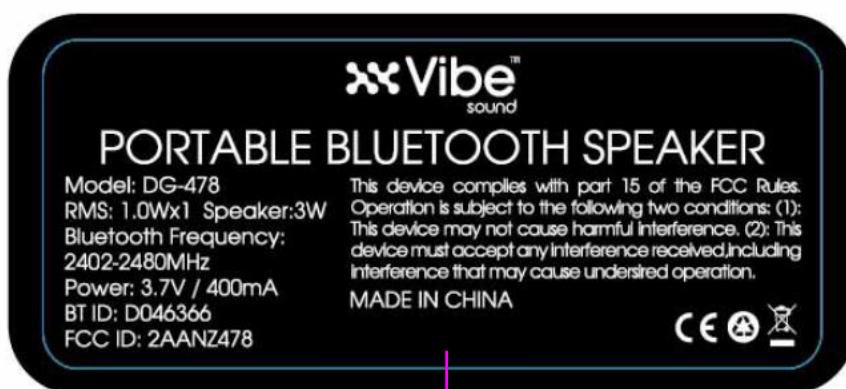 Vibe™
sound
PORTABLE BLUETOOTH SPEAKER
Model: DG-478
RMS: 1.0Wx1 Speaker:3W
Bluetooth Frequency:
2402-2480MHz
Power: 3.7V / 400mA
BT ID: D046366
FCC ID: 2AANZ478
This device complies with part 15 of the FCC Rules.
Operation is subject to the following two conditions: (1):
This device may not cause harmful interference. (2): This
device must accept any interference received,including
interference that may cause undersired operation.
MADE IN CHINA
CE